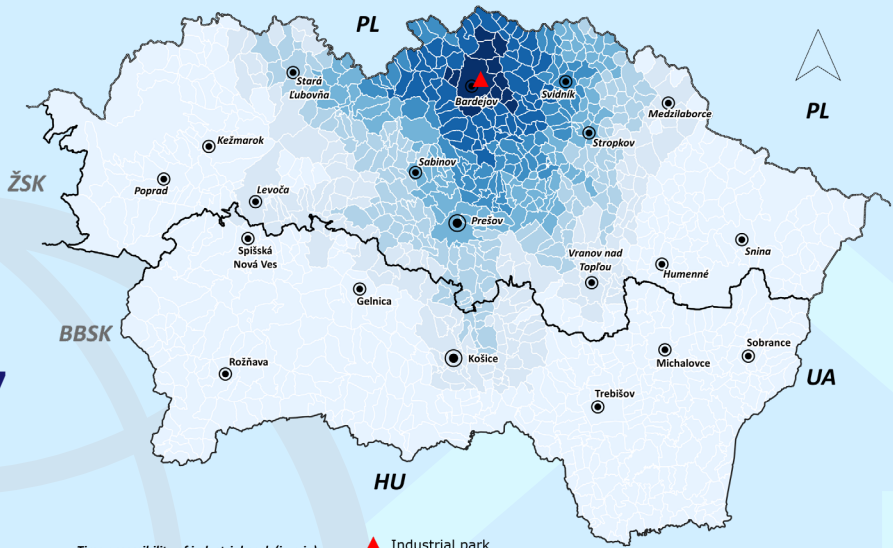 PL
Stará
Ľubovňa
Bardejov
Svidník
Medzilaborce
PL
Stropkov
Kežmarok
Sabinov
ŽSK
Poprad
Levoča
Prešov
Spišská
Nová Ves
Vranov nad
Topľou
Snina
Humenné
Gelnica
BBSK
Košice
Sobrance
Michalovce
Rožňava
UA
Trebišov
HU
Industrial park